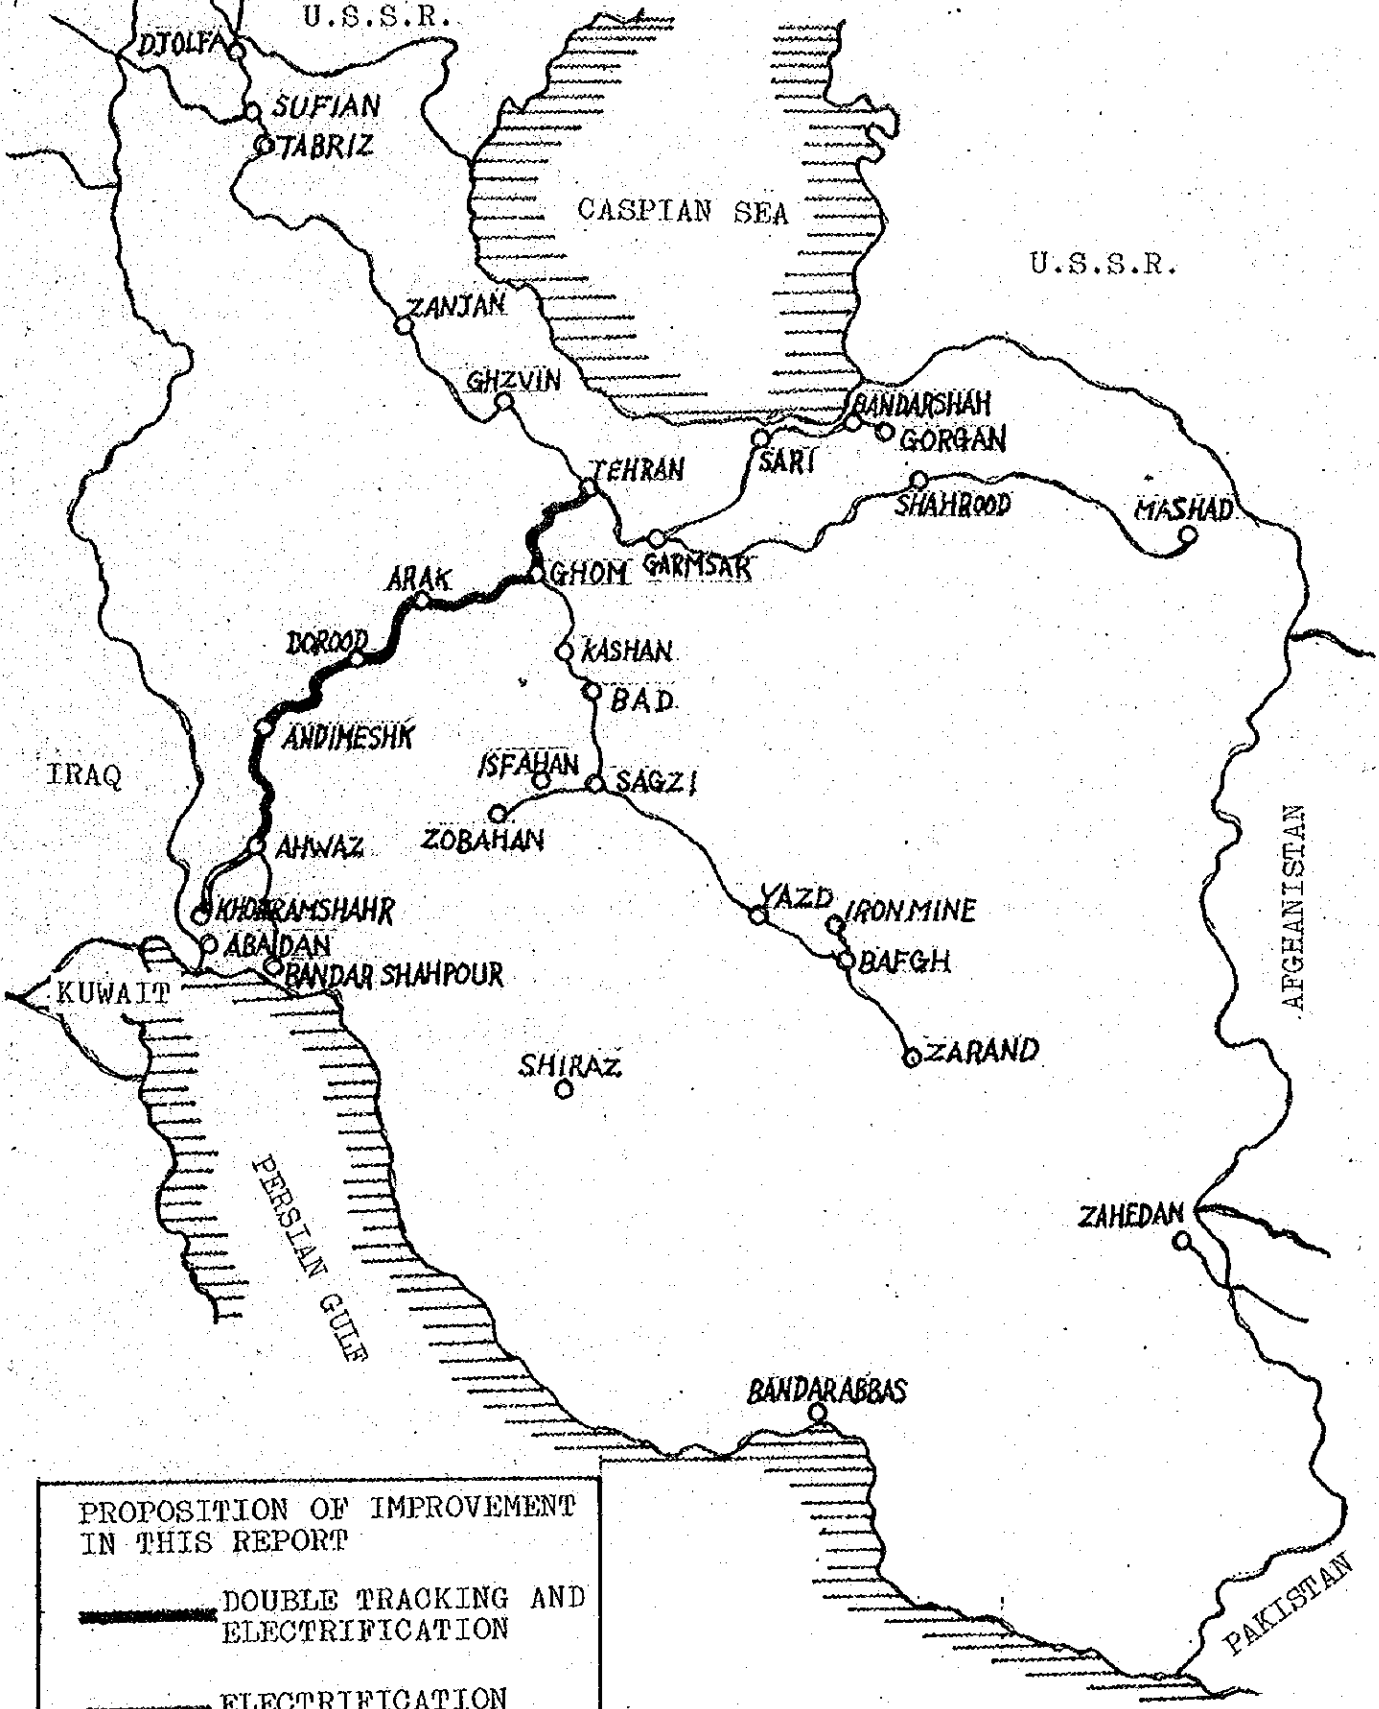 U.S.S.R.
DJOLFA
SUFIAN
TABRIZ
CASPIAN SEA
U.S.S.R.
ZANJAN
GHZVIN
BANDARSHAH
GORGAN
SARI
TEHRAN
SHAHROOD
MASHAD
GARMSAR
GHOM
ARAK
DOROOD
KASHAN
BAD
ANDIMESHK
ISFAHAN
SAGZI
IRAQ
ZOBAHAN
AHWAZ
AFGHANISTAN
YAZD
IRON MINE
KHORRAMSHAHR
ABADAN
BAFGH
BANDAR SHAHPOUR
KUWAIT
ZARAND
SHIRAZ
PERSIAN GULF
ZAHEDAN
BANDARABBAS
PAKISTAN
PROPOSITION OF IMPROVEMENT
IN THIS REPORT
DOUBLE TRACKING AND
ELECTRIFICATION
ELECTRIFICATION